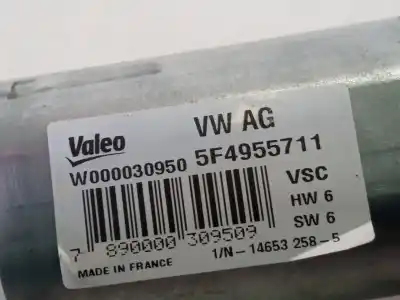 Valeo VW AG
W000030950 5F4955711
VSC
HW 6
SW 6
7 890000 309509
MADE IN FRANCE 1/N-14653 258-5